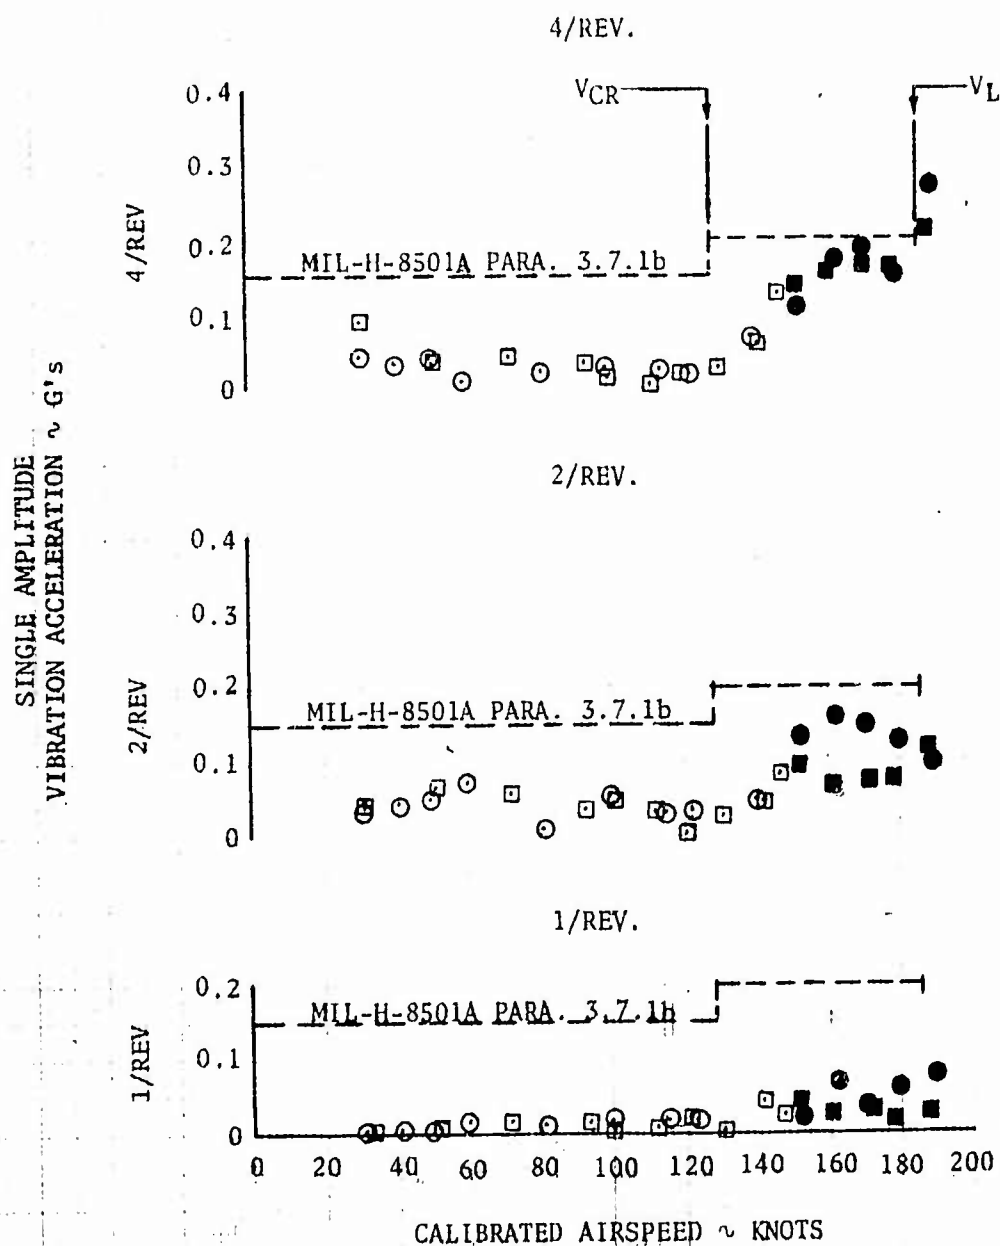 4/REV.
V_CR
V_L
0.4
0.3
0.2
0.1
0
4/REV
MIL-H-8501A PARA. 3.7.1b
SINGLE AMPLITUDE
VIBRATION ACCELERATION ~ G's
2/REV.
0.4
0.3
0.2
0.1
0
2/REV
MIL-H-8501A PARA. 3.7.1b
1/REV.
0.2
0.1
0
1/REV
MIL-H-8501A PARA. 3.7.1b
0 20 40 60 80 100 120 140 160 180 200
CALIBRATED AIRSPEED ~ KNOTS